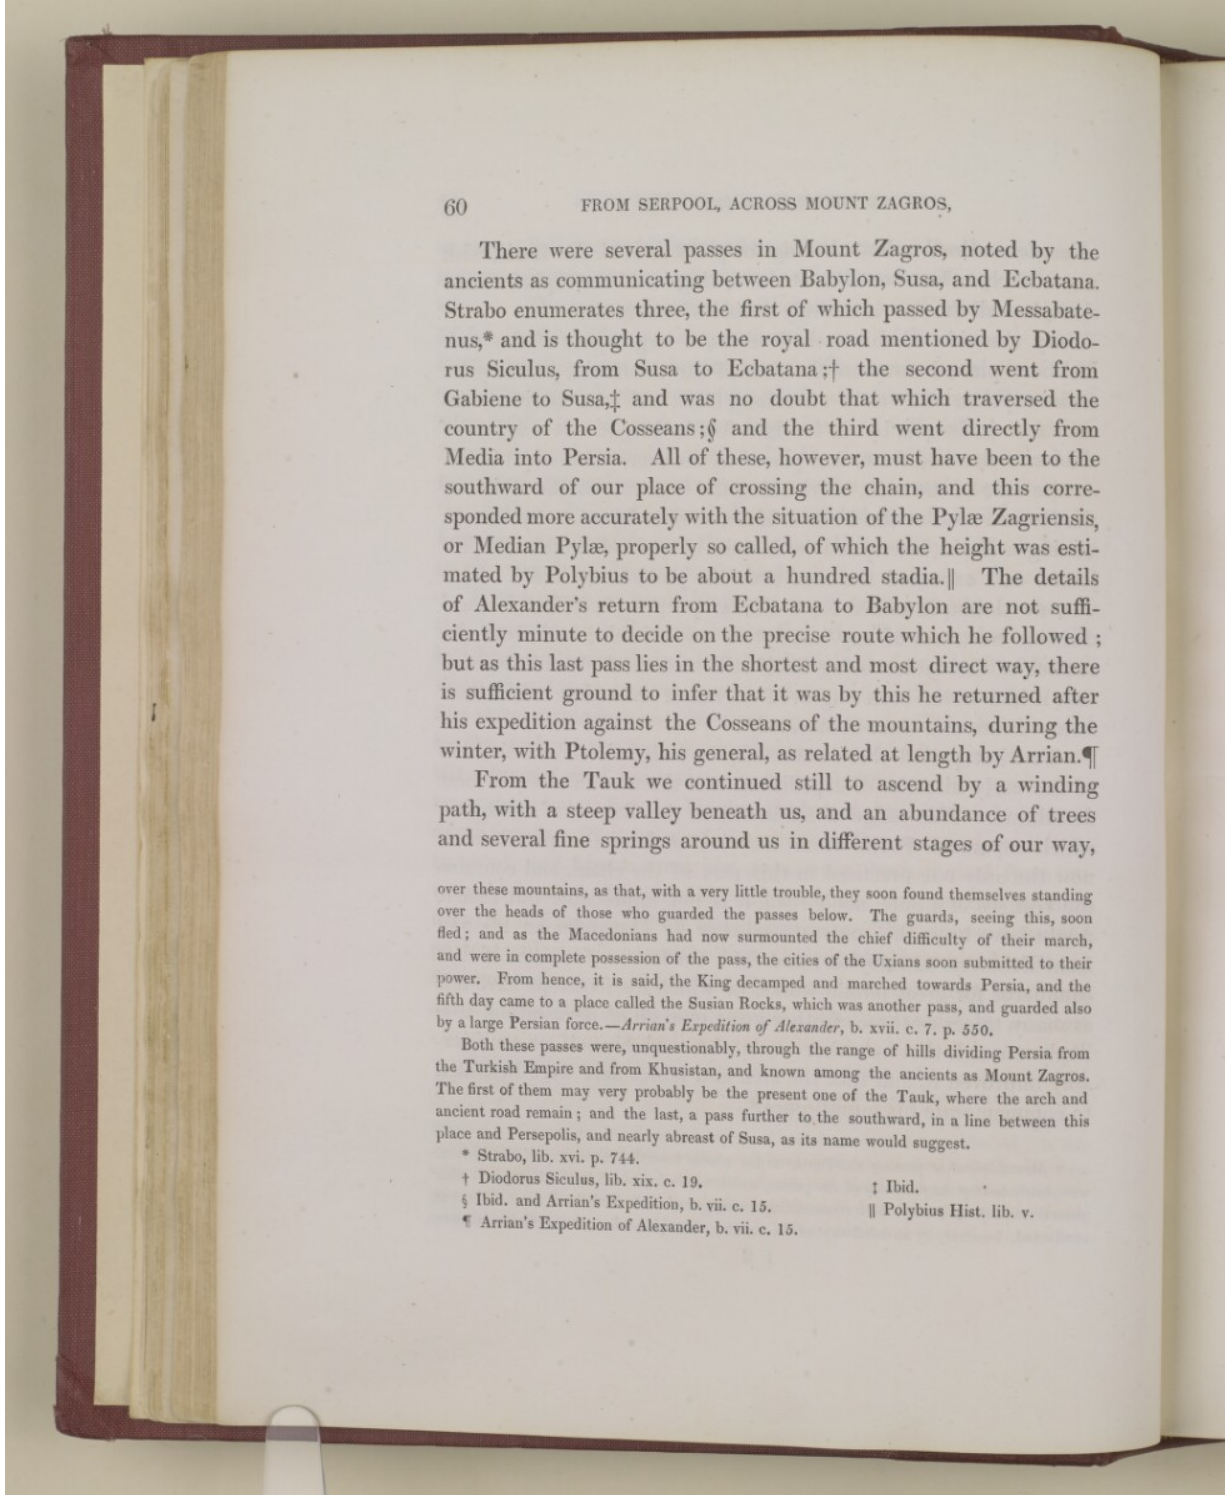 60 FROM SERPOOL, ACROSS MOUNT ZAGROS,
There were several passes in Mount Zagros, noted by the
ancients as communicating between Babylon, Susa, and Ecbatana.
Strabo enumerates three, the first of which passed by Messabate-
nus,* and is thought to be the royal road mentioned by Diodo-
rus Siculus, from Susa to Ecbatana;† the second went from
Gabiene to Susa,‡ and was no doubt that which traversed the
country of the Cosseans;§ and the third went directly from
Media into Persia. All of these, however, must have been to the
southward of our place of crossing the chain, and this corre-
sponded more accurately with the situation of the Pylæ Zagriensis,
or Median Pylæ, properly so called, of which the height was esti-
mated by Polybius to be about a hundred stadia.‖ The details
of Alexander's return from Ecbatana to Babylon are not suffi-
ciently minute to decide on the precise route which he followed;
but as this last pass lies in the shortest and most direct way, there
is sufficient ground to infer that it was by this he returned after
his expedition against the Cosseans of the mountains, during the
winter, with Ptolemy, his general, as related at length by Arrian.¶
From the Tauk we continued still to ascend by a winding
path, with a steep valley beneath us, and an abundance of trees
and several fine springs around us in different stages of our way,
over these mountains, as that, with a very little trouble, they soon found themselves standing
over the heads of those who guarded the passes below. The guards, seeing this, soon
fled; and as the Macedonians had now surmounted the chief difficulty of their march,
and were in complete possession of the pass, the cities of the Uxians soon submitted to their
power. From hence, it is said, the King decamped and marched towards Persia, and the
fifth day came to a place called the Susian Rocks, which was another pass, and guarded also
by a large Persian force.—Arrian's Expedition of Alexander, b. xvii. c. 7. p. 550.
Both these passes were, unquestionably, through the range of hills dividing Persia from
the Turkish Empire and from Khusistan, and known among the ancients as Mount Zagros.
The first of them may very probably be the present one of the Tauk, where the arch and
ancient road remain; and the last, a pass further to the southward, in a line between this
place and Persepolis, and nearly abreast of Susa, as its name would suggest.
* Strabo, lib. xvi. p. 744.
† Diodorus Siculus, lib. xix. c. 19. ‡ Ibid.
§ Ibid. and Arrian's Expedition, b. vii. c. 15. ‖ Polybius Hist. lib. v.
¶ Arrian's Expedition of Alexander, b. vii. c. 15.